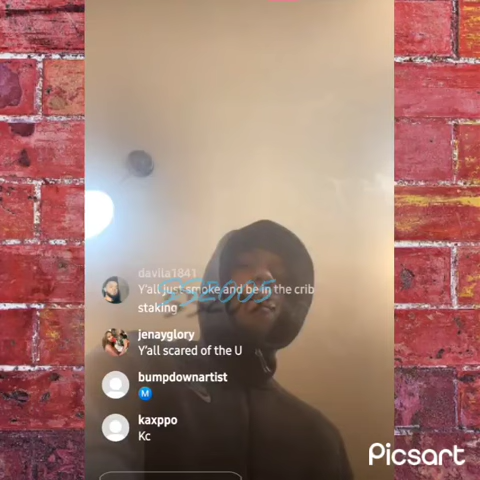 davila1841
Y'all just smoke and be in the crib
staking
jenayglory
Y'all scared of the U
bumpdownartist
M
kaxppo
Kc
Picsart